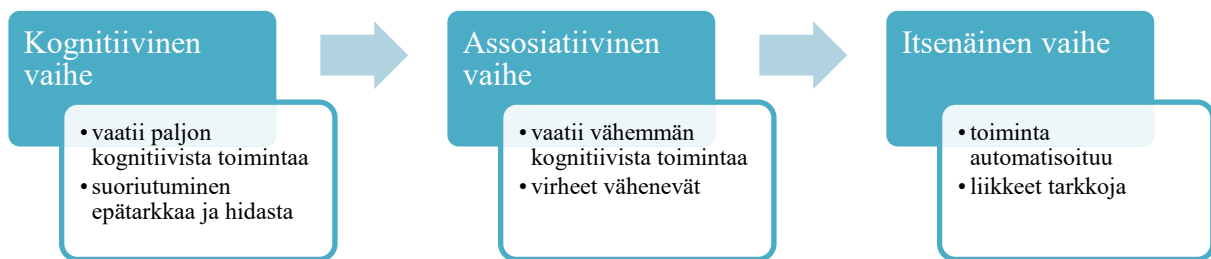 Kognitiivinen
vaihe
• vaatii paljon
kognitiivista toimintaa
• suoriutuminen
epätarkkaa ja hidasta
Assosiatiivinen
vaihe
• vaatii vähemmän
kognitiivista toimintaa
• virheet vähenevät
Itsenäinen vaihe
• toiminta
automatisoituu
• liikkeet tarkkoja